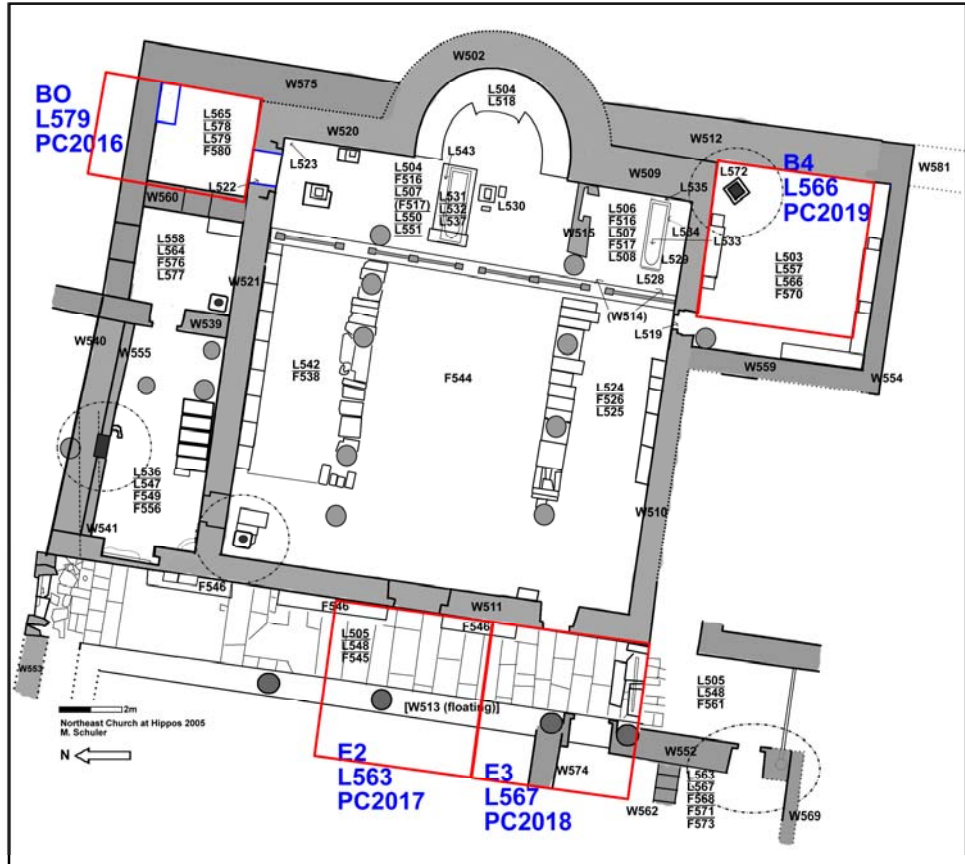 W502
BO
L579
PC2016
W575
L504
L518
L565
L578
L579
F580
W520
L523
L543
W512
W581
B4
L566
PC2019
L522
L504
F516
L507
(F517)
L550
L551
L531
L532
L537
L530
W509
L535
L572
L506
F516
L507
F517
L508
L534
L533
L529
L528
W515
W560
L558
L564
F576
L577
W521
L503
L557
L566
F570
(W514)
L519
W539
W540
W555
L542
F538
F544
L524
F526
L525
W559
W554
L536
L547
F549
F556
W510
W541
F546
F546
W511
F546
L505
L548
F545
W553
[W513 (floating)]
L505
L548
F561
2m
Northeast Church at Hippos 2005
M. Schuler
N
E2
L563
PC2017
E3
L567
PC2018
W574
W552
W562
L563
L567
F568
F571
F573
W569